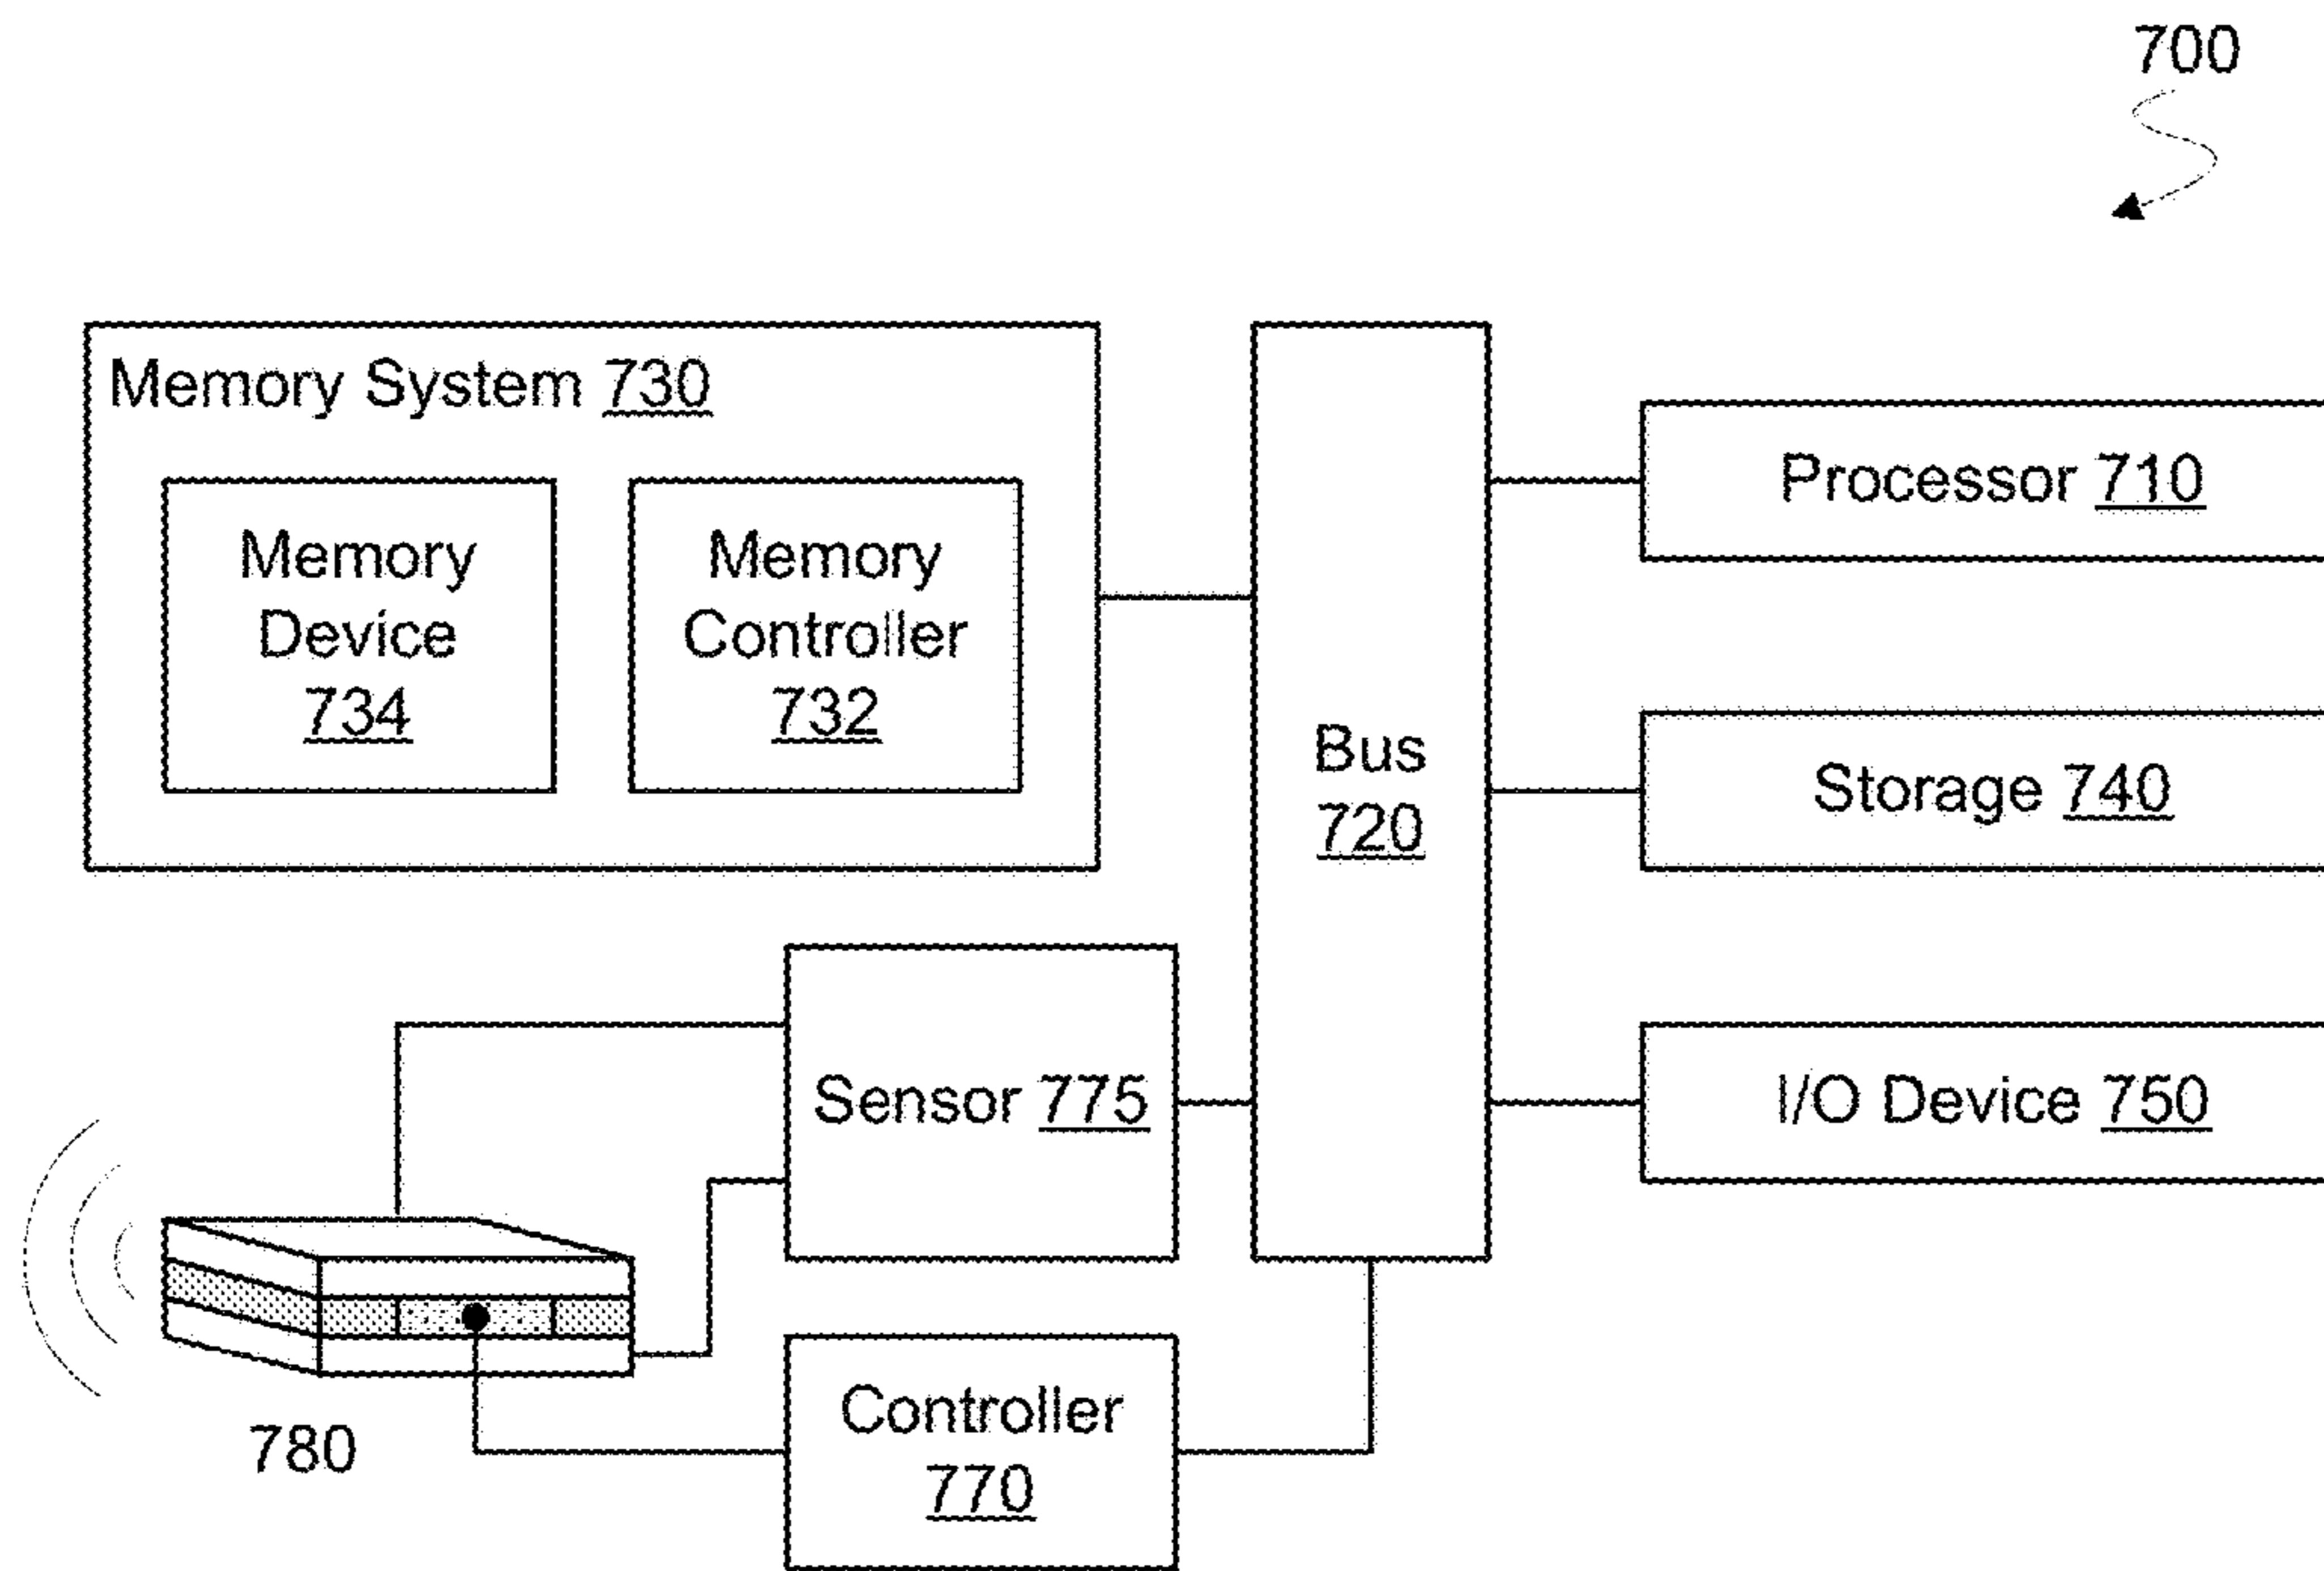 700
Memory System 730
Memory
Device
734
Memory
Controller
732
Bus
720
Processor 710
Storage 740
I/O Device 750
Sensor 775
Controller
770
780